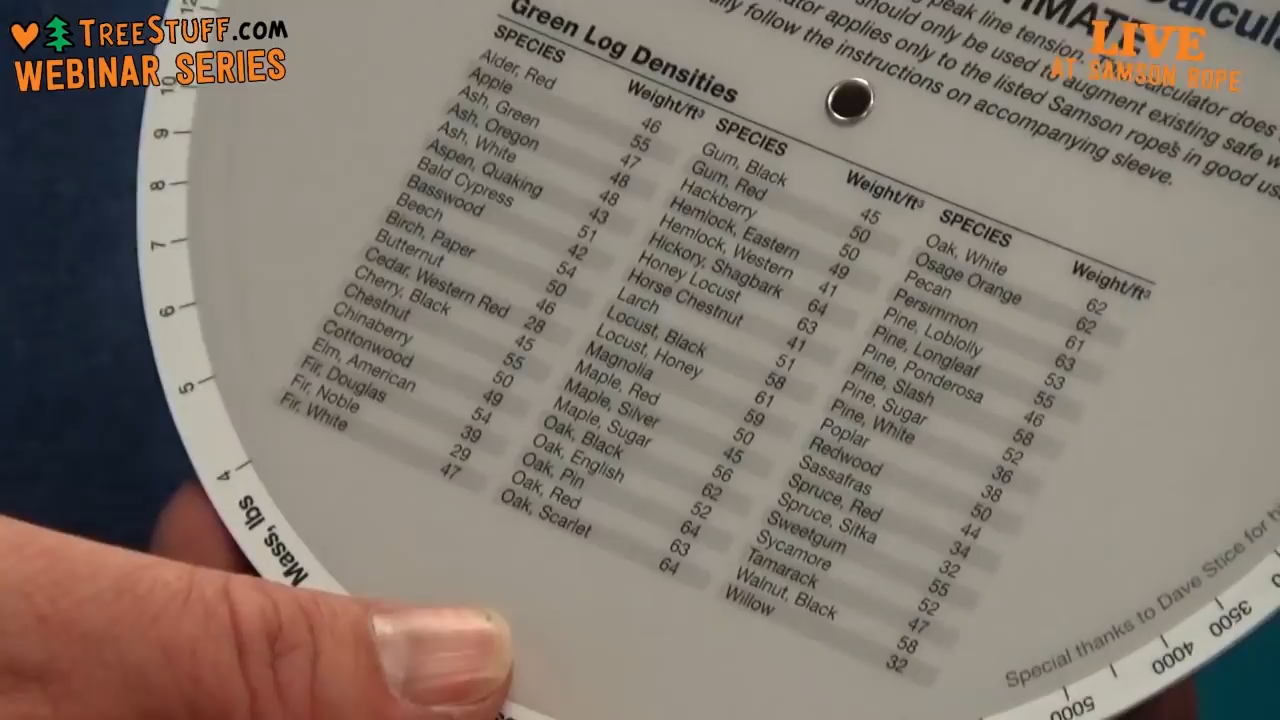 TREESTUFF.COM
WEBINAR SERIES
LIVE
AT SAMSON ROPE
peak line tension.
calculator does
should only be used to augment existing safe
applies only to the listed Samson ropes in good
follow the instructions on accompanying sleeve.
Green Log Densities
SPECIES Weight/ft³
Alder, Red 46
Apple 55
Ash, Green 47
Ash, Oregon 48
Ash, White 48
Aspen, Quaking 43
Bald Cypress 51
Basswood 42
Beech 54
Birch, Paper 50
Butternut 46
Cedar, Western Red 28
Cherry, Black 45
Chestnut 55
Chinaberry 50
Cottonwood 49
Elm, American 54
Fir, Douglas 39
Fir, Noble 29
Fir, White 47
SPECIES Weight/ft³
Gum, Black 45
Gum, Red 50
Hackberry 50
Hemlock, Eastern 49
Hemlock, Western 41
Hickory, Shagbark 64
Honey Locust 63
Horse Chestnut 41
Larch 51
Locust, Black 58
Locust, Honey 61
Magnolia 59
Maple, Red 50
Maple, Silver 45
Maple, Sugar 56
Oak, Black 62
Oak, English 52
Oak, Pin 64
Oak, Red 63
Oak, Scarlet 64
SPECIES Weight/ft³
Oak, White 62
Osage Orange 62
Pecan 61
Persimmon 63
Pine, Loblolly 53
Pine, Longleaf 55
Pine, Ponderosa 46
Pine, Slash 58
Pine, Sugar 52
Pine, White 36
Poplar 38
Redwood 50
Sassafras 44
Spruce, Red 34
Spruce, Sitka 32
Sweetgum 55
Sycamore 52
Tamarack 47
Walnut, Black 58
Willow 32
12
10
9
8
7
6
5
4
Mass, lbs
Special thanks to Dave Stice for
3500
4000
5000